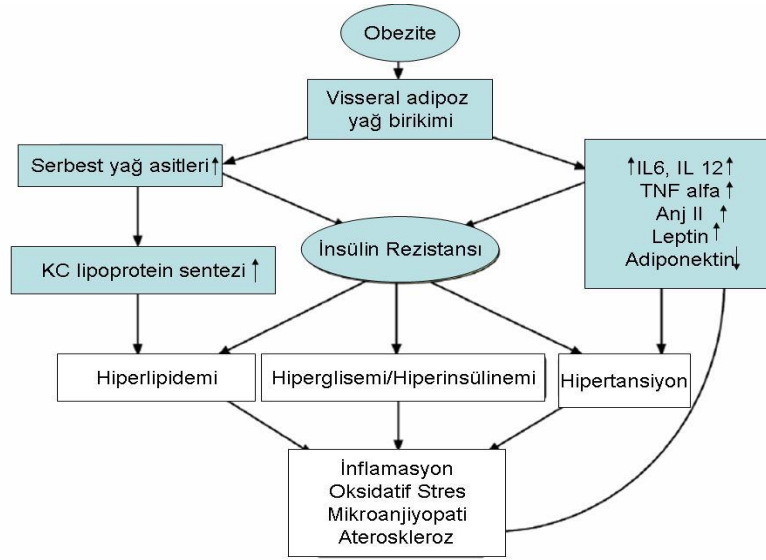 Obezite
Visseral adipoz
yağ birikimi
Serbest yağ asitleri↑
↑IL6, IL 12↑
TNF alfa ↑
Anj II ↑
Leptin ↑
Adiponektin↓
İnsülin Rezistansı
KC lipoprotein sentezi ↑
Hiperlipidemi
Hiperglisemi/Hiperinsülinemi
Hipertansiyon
İnflamasyon
Oksidatif Stres
Mikroanjiyopati
Ateroskleroz